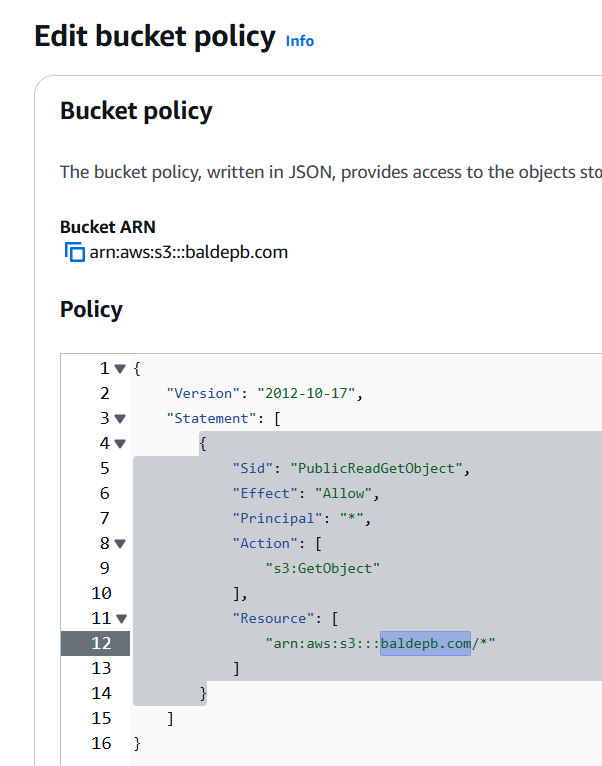 Edit bucket policy Info
Bucket policy
The bucket policy, written in JSON, provides access to the objects sto
Bucket ARN
arn:aws:s3:::baldepb.com
Policy
1 {
2     "Version": "2012-10-17",
3     "Statement": [
4         {
5             "Sid": "PublicReadGetObject",
6             "Effect": "Allow",
7             "Principal": "*",
8             "Action": [
9                 "s3:GetObject"
10             ],
11             "Resource": [
12                 "arn:aws:s3:::baldepb.com/*"
13             ]
14         }
15     ]
16 }